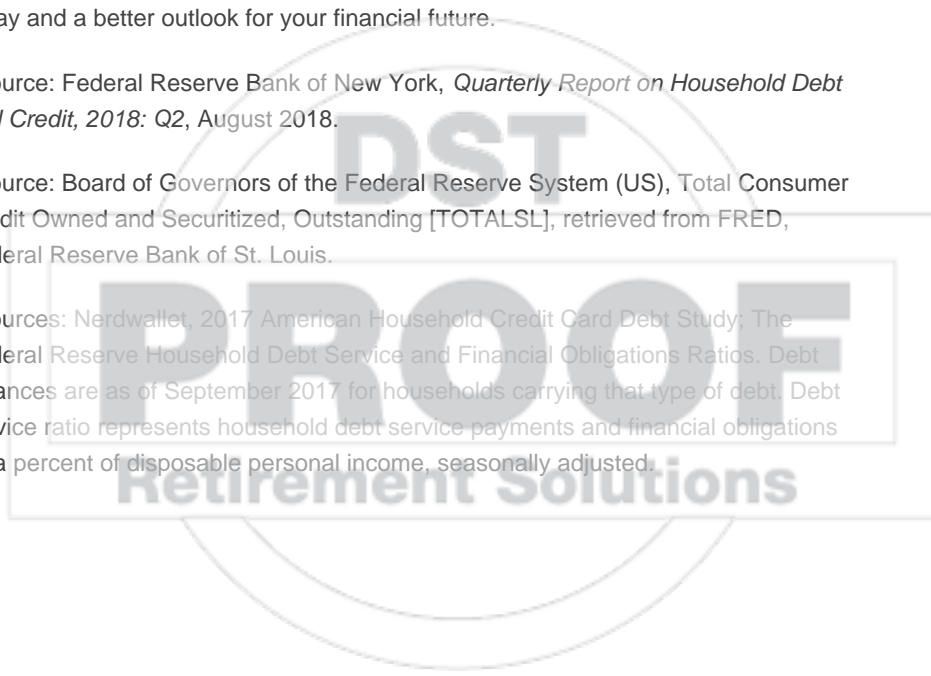 ay and a better outlook for your financial future.
ource: Federal Reserve Bank of New York, Quarterly Report on Household Debt
d Credit, 2018: Q2, August 2018.
ource: Board of Governors of the Federal Reserve System (US), Total Consumer
dit Owned and Securitized, Outstanding [TOTALSL], retrieved from FRED,
deral Reserve Bank of St. Louis.
ources: Nerdwallet, 2017 American Household Credit Card Debt Study; The
deral Reserve Household Debt Service and Financial Obligations Ratios. Debt
ances are as of September 2017 for households carrying that type of debt. Debt
vice ratio represents household debt service payments and financial obligations
a percent of disposable personal income, seasonally adjusted.
DST
PROOF
Retirement Solutions